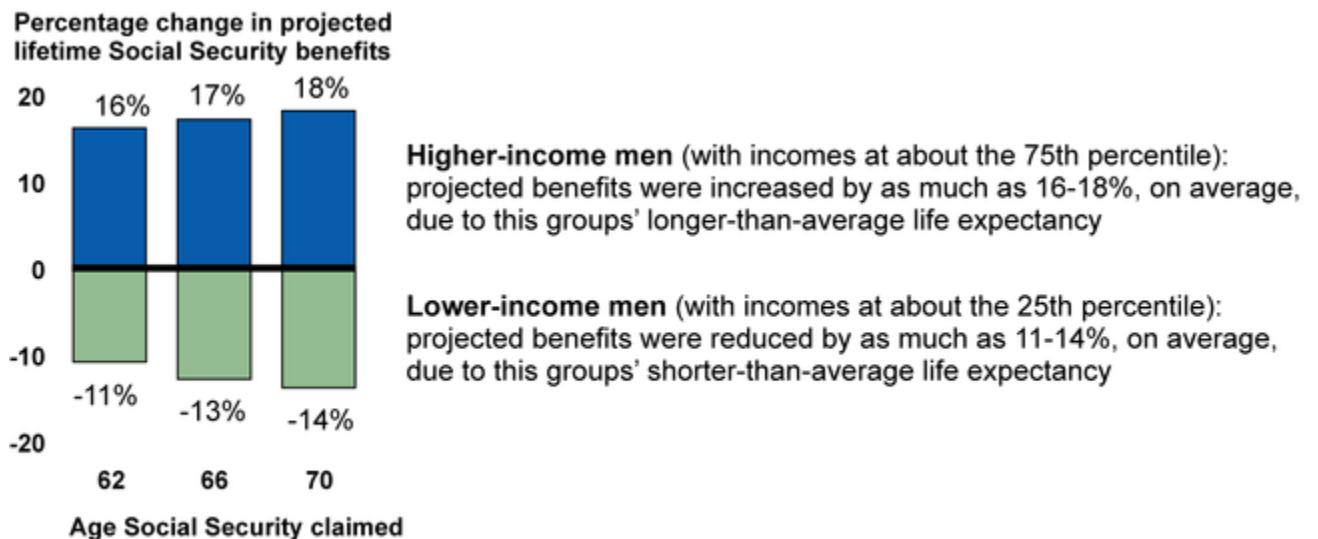 Percentage change in projected
lifetime Social Security benefits
20
10
0
-10
-20
16%
17%
18%
-11%
-13%
-14%
62
66
70
Age Social Security claimed
Higher-income men (with incomes at about the 75th percentile):
projected benefits were increased by as much as 16-18%, on average,
due to this groups’ longer-than-average life expectancy
Lower-income men (with incomes at about the 25th percentile):
projected benefits were reduced by as much as 11-14%, on average,
due to this groups’ shorter-than-average life expectancy